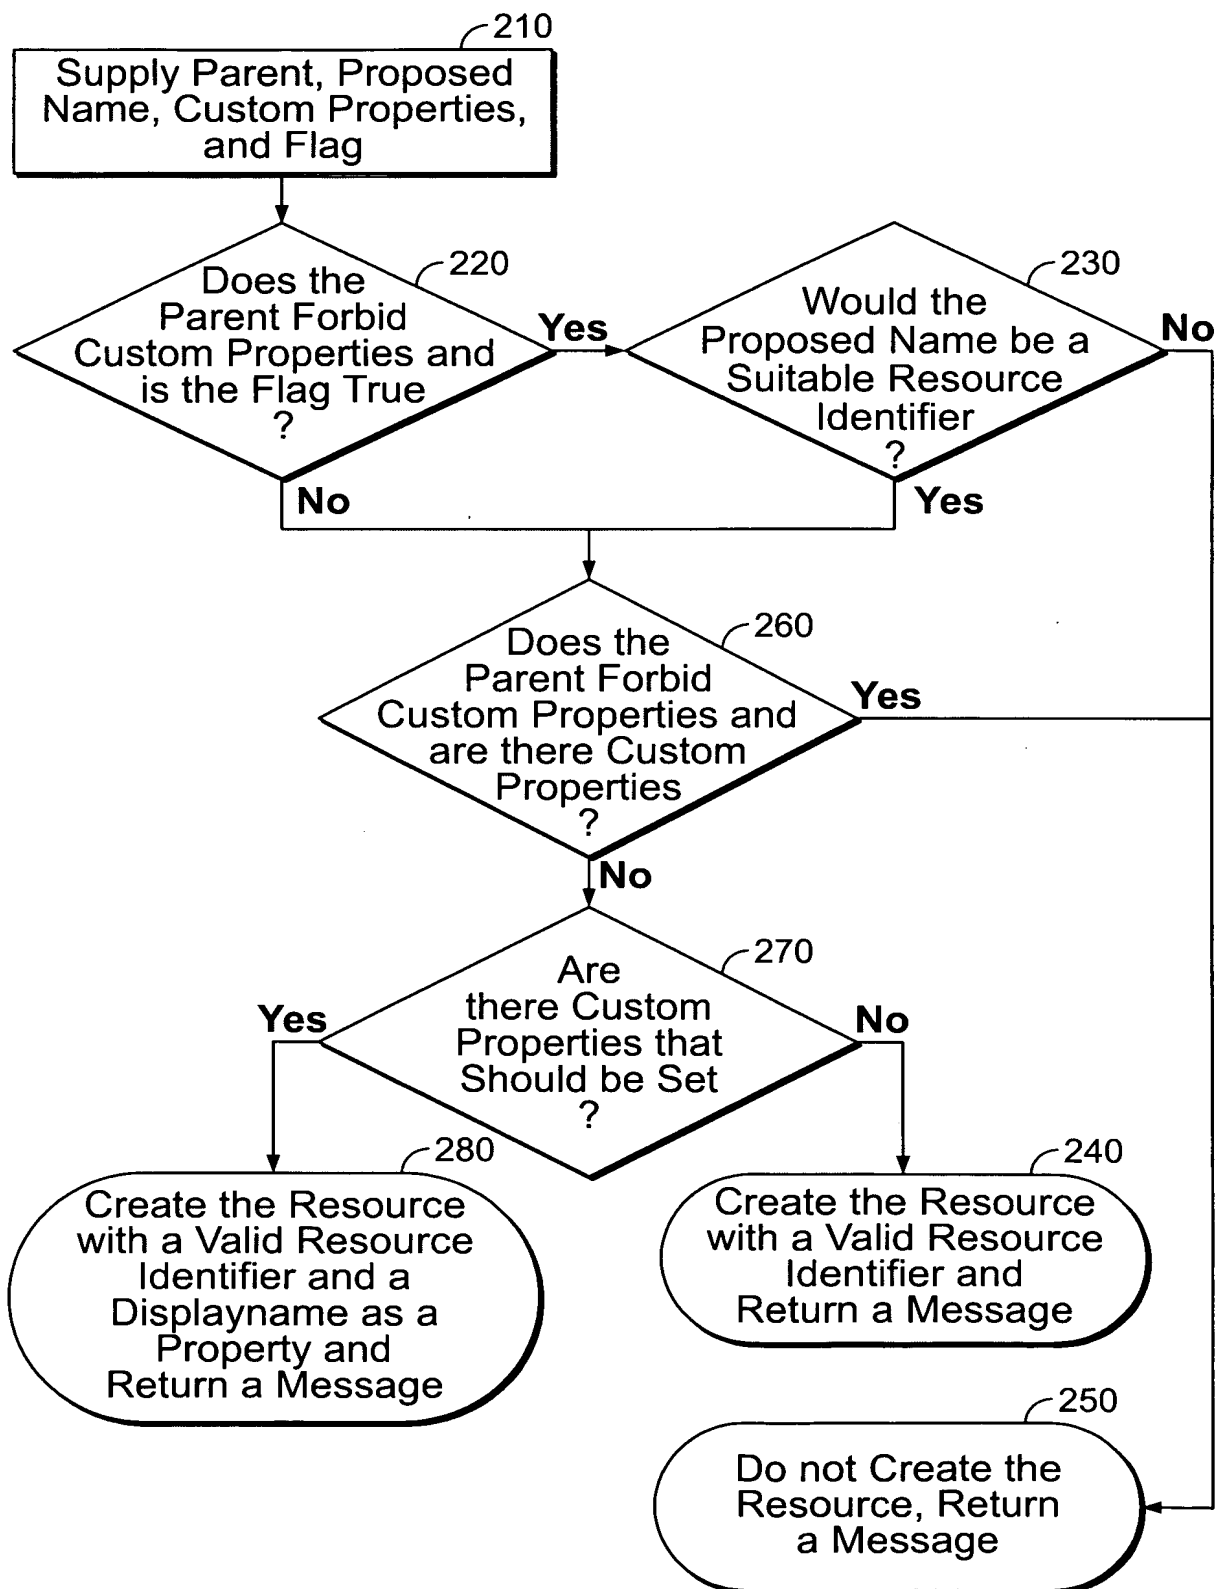 210
Supply Parent, Proposed
Name, Custom Properties,
and Flag
220
Does the
Parent Forbid
Custom Properties and
is the Flag True
?
Yes
No
230
Would the
Proposed Name be a
Suitable Resource
Identifier
?
No
Yes
260
Does the
Parent Forbid
Custom Properties and
are there Custom
Properties
?
Yes
No
270
Are
there Custom
Properties that
Should be Set
?
Yes
No
280
Create the Resource
with a Valid Resource
Identifier and a
Displayname as a
Property and
Return a Message
240
Create the Resource
with a Valid Resource
Identifier and
Return a Message
250
Do not Create the
Resource, Return
a Message